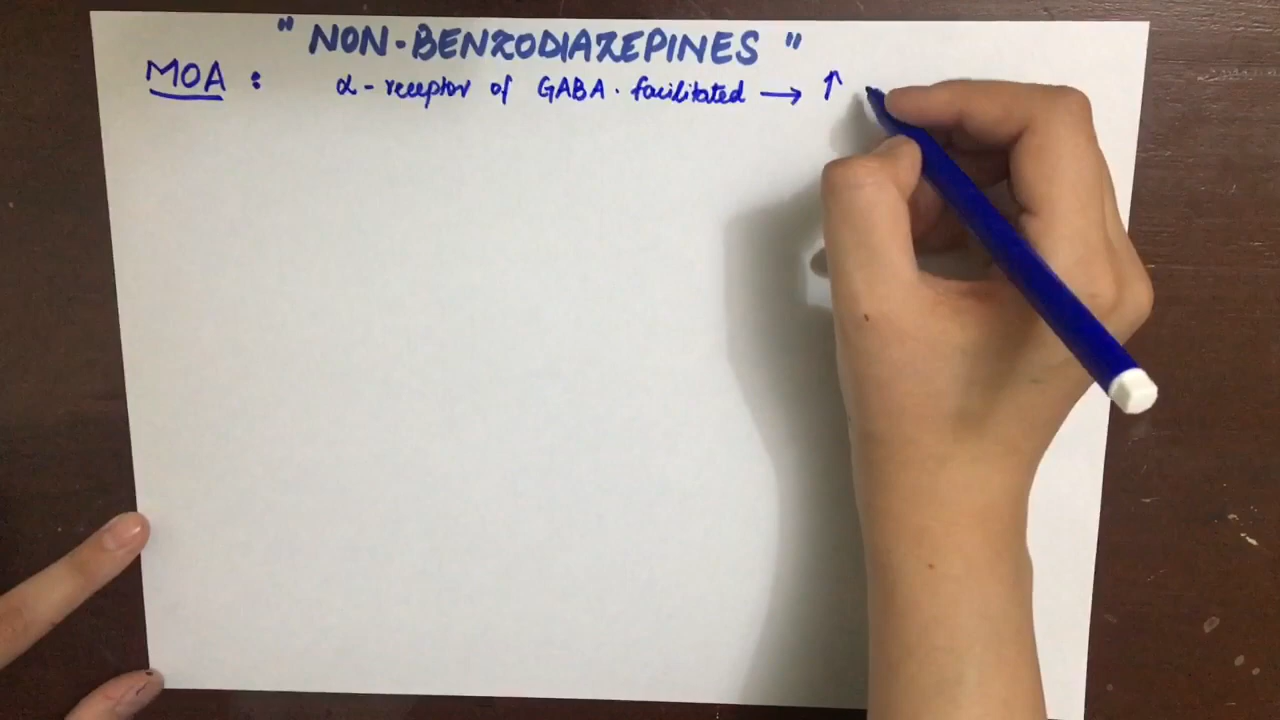 " NON-BENZODIAZEPINES "
MOA : α-receptor of GABA. facilitated → ↑